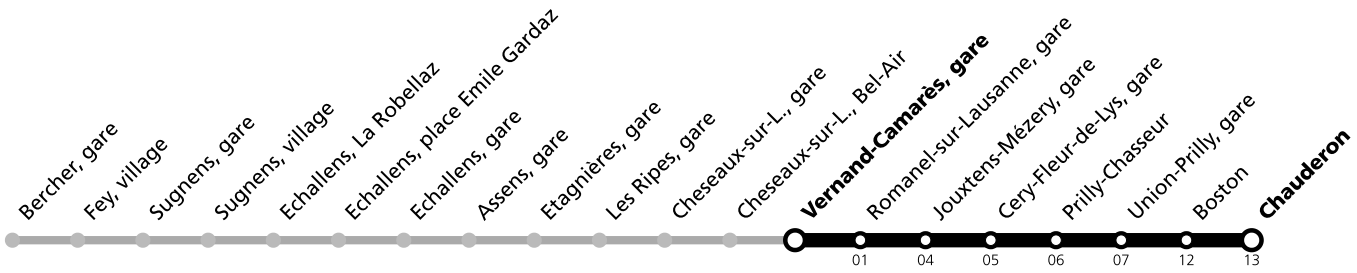 Bercher, gare
Fey, village
Sugnens, gare
Sugnens, village
Echallens, La Robellaz
Echallens, place Emile Gardaz
Echallens, gare
Assens, gare
Etagnières, gare
Les Ripes, gare
Cheseaux-sur-L., gare
Cheseaux-sur-L., Bel-Air
Vernand-Camarès, gare
Romanel-sur-Lausanne, gare
Jouxtens-Mézery, gare
Cery-Fleur-de-Lys, gare
Prilly-Chasseur
Union-Prilly, gare
Boston
Chauderon
01 04 05 06 07 12 13